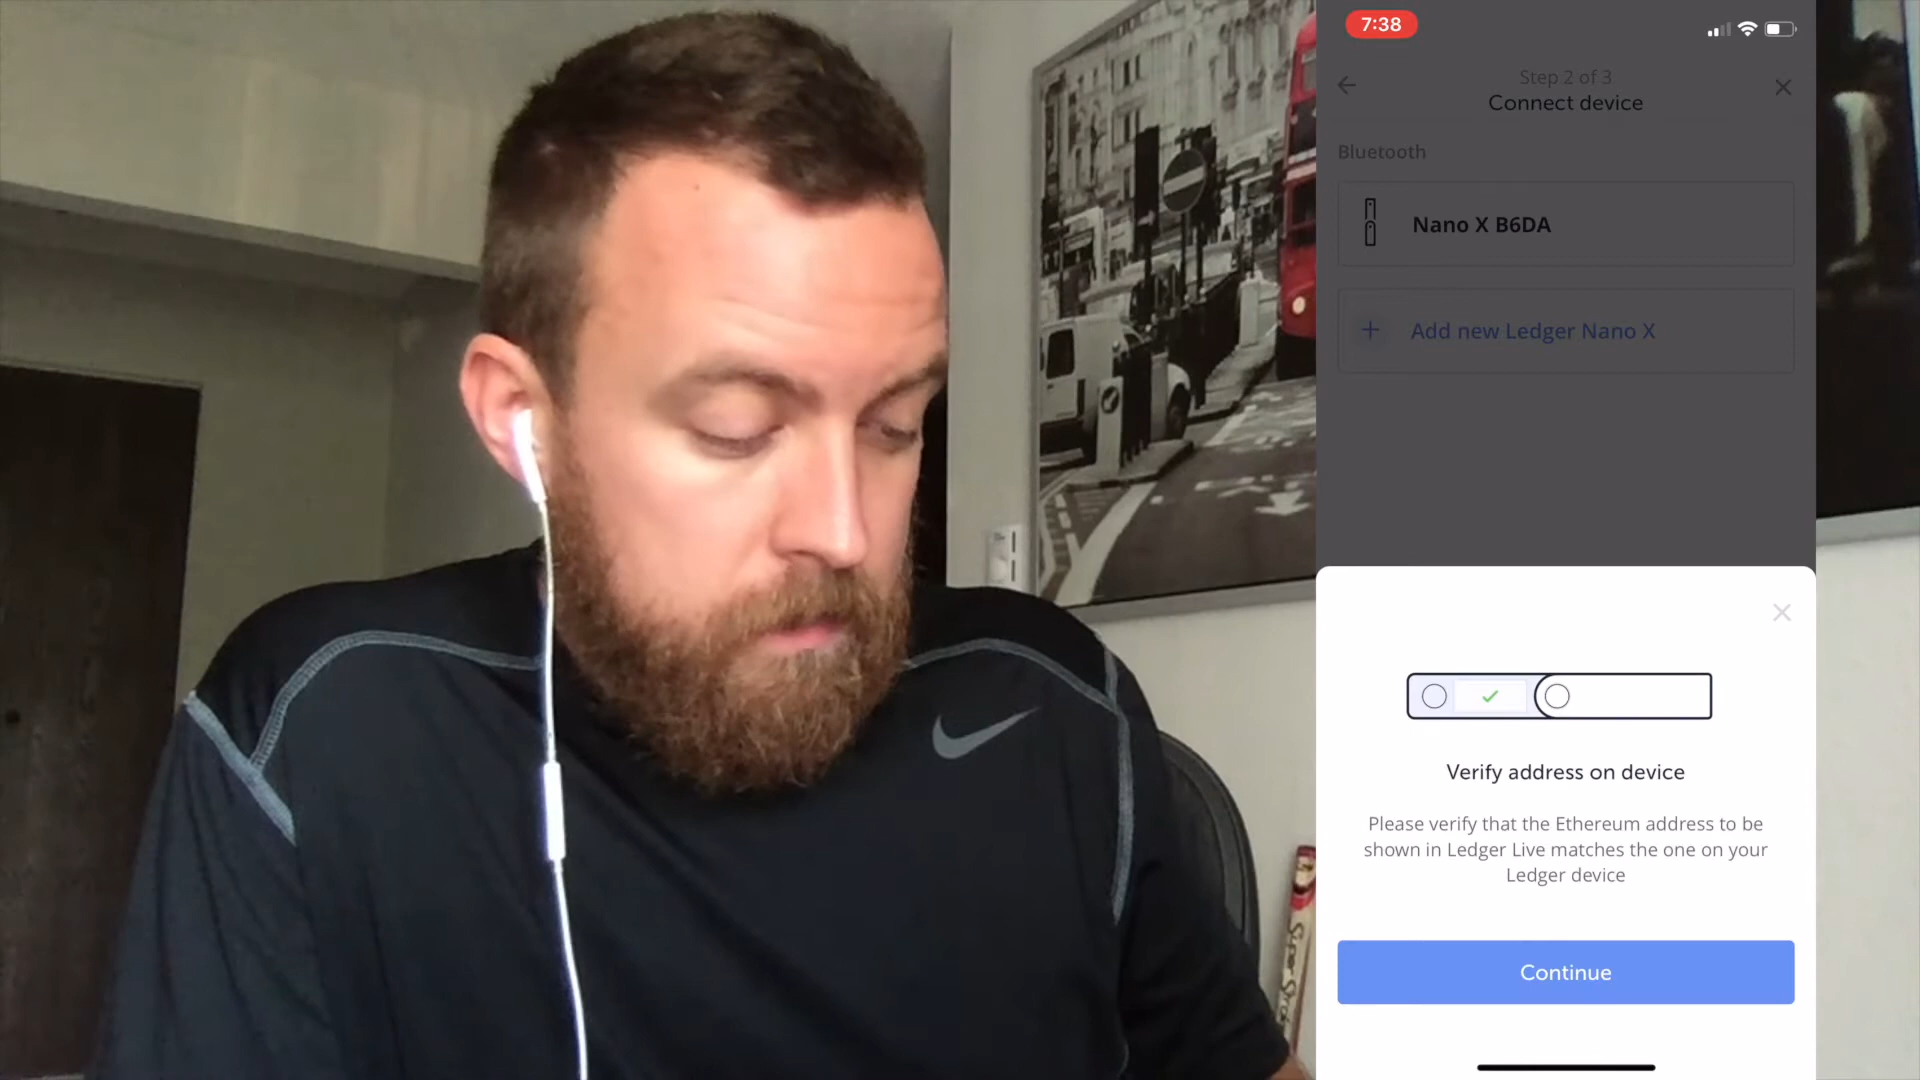 7:38
Step 2 of 3
Connect device
Bluetooth
Nano X B6DA
+ Add new Ledger Nano X
Verify address on device
Please verify that the Ethereum address to be
shown in Ledger Live matches the one on your
Ledger device
Continue
Super